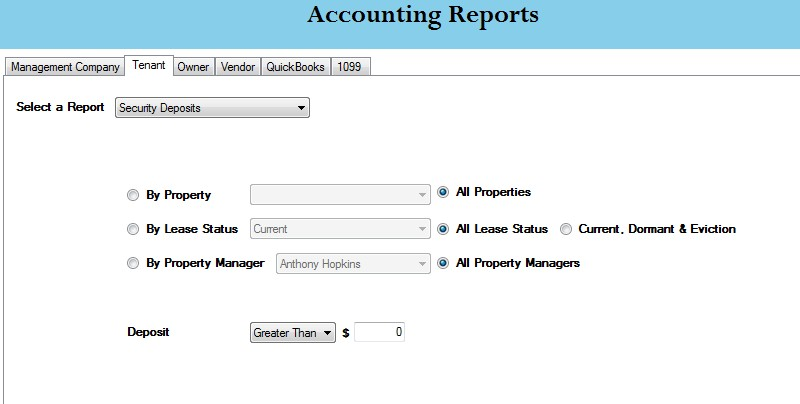 Accounting Reports
Management Company Tenant Owner Vendor QuickBooks 1099
Select a Report Security Deposits
By Property All Properties
By Lease Status Current All Lease Status Current, Dormant & Eviction
By Property Manager Anthony Hopkins All Property Managers
Deposit Greater Than $ 0